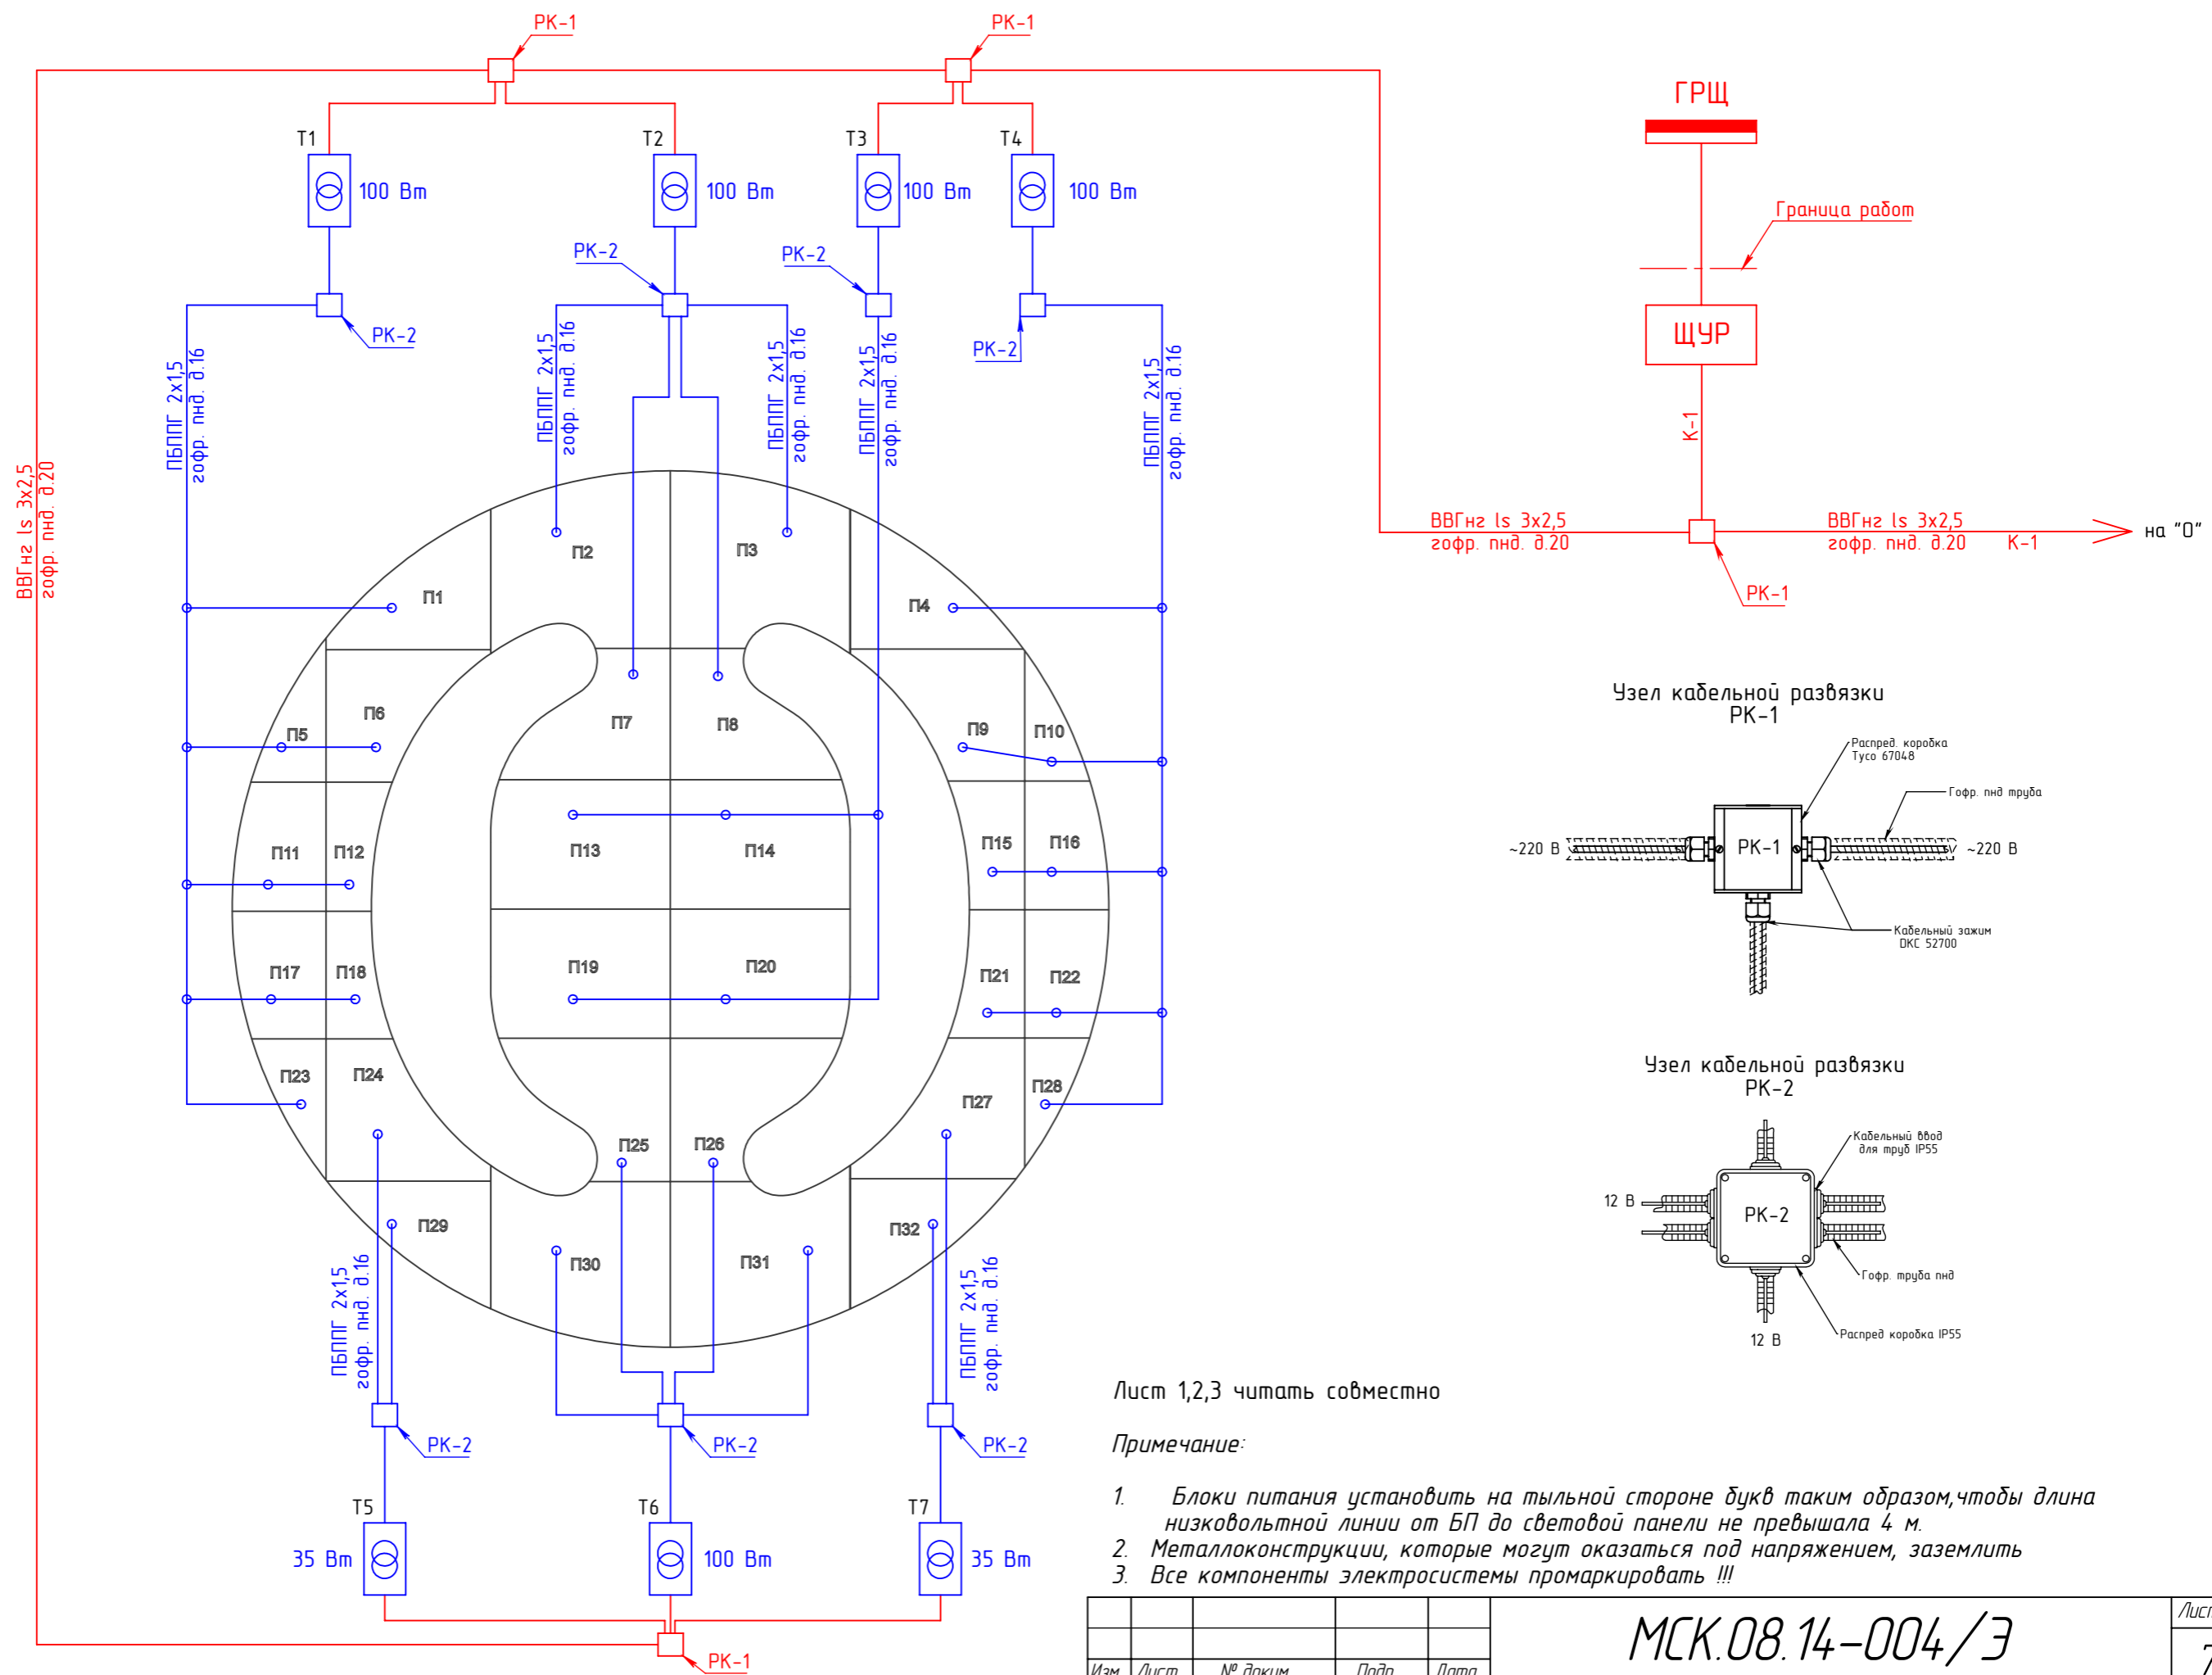 РК-1
РК-1
ГРЩ
Т1
Т2
Т3
Т4
100 Вт
100 Вт
100 Вт
100 Вт
Граница работ
РК-2
РК-2
РК-2
РК-2
ЩУР
К-1
ПБППГ 2х1,5
гофр. пнд. д.16
ПБППГ 2х1,5
гофр. пнд. д.16
ПБППГ 2х1,5
гофр. пнд. д.16
ПБППГ 2х1,5
гофр. пнд. д.16
ПБППГ 2х1,5
гофр. пнд. д.16
ВВГнг ls 3х2,5
гофр. пнд. д.20
ВВГнг ls 3х2,5
гофр. пнд. д.20
ВВГнг ls 3х2,5
гофр. пнд. д.20 К-1
на "О"
РК-1
П1
П2
П3
П4
П5
П6
П7
П8
П9
П10
П11
П12
П13
П14
П15
П16
П17
П18
П19
П20
П21
П22
П23
П24
П25
П26
П27
П28
П29
П30
П31
П32
Узел кабельной развязки
РК-1
Распред. коробка
Tyco 67048
Гофр. пнд труба
~220 В
РК-1
~220 В
Кабельный зажим
DKC 52700
Узел кабельной развязки
РК-2
Кабельный ввод
для труб IP55
12 В
РК-2
Гофр. труба пнд
12 В
Распред коробка IP55
ПБППГ 2х1,5
гофр. пнд. д.16
ПБППГ 2х1,5
гофр. пнд. д.16
РК-2
РК-2
РК-2
Т5
Т6
Т7
35 Вт
100 Вт
35 Вт
РК-1
Лист 1,2,3 читать совместно
Примечание:
1. Блоки питания установить на тыльной стороне букв таким образом,чтобы длина
низковольтной линии от БП до световой панели не превышала 4 м.
2. Металлоконструкции, которые могут оказаться под напряжением, заземлить
3. Все компоненты электросистемы промаркировать !!!
МСК.08.14-004/Э
Лист
Изм. Лист № докум. Подп. Дата